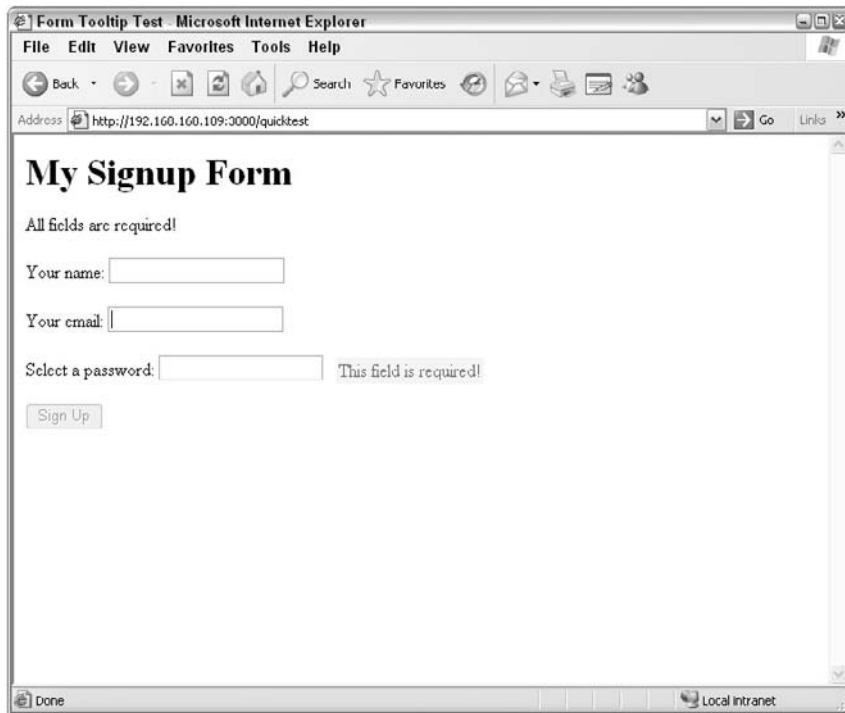 Form Tooltip Test - Microsoft Internet Explorer
File Edit View Favorites Tools Help
Back Search Favorites
Address http://192.160.160.109:3000/quicktest Go Links »
My Signup Form
All fields are required!
Your name:
Your email:
Select a password: This field is required!
Sign Up
Done Local intranet